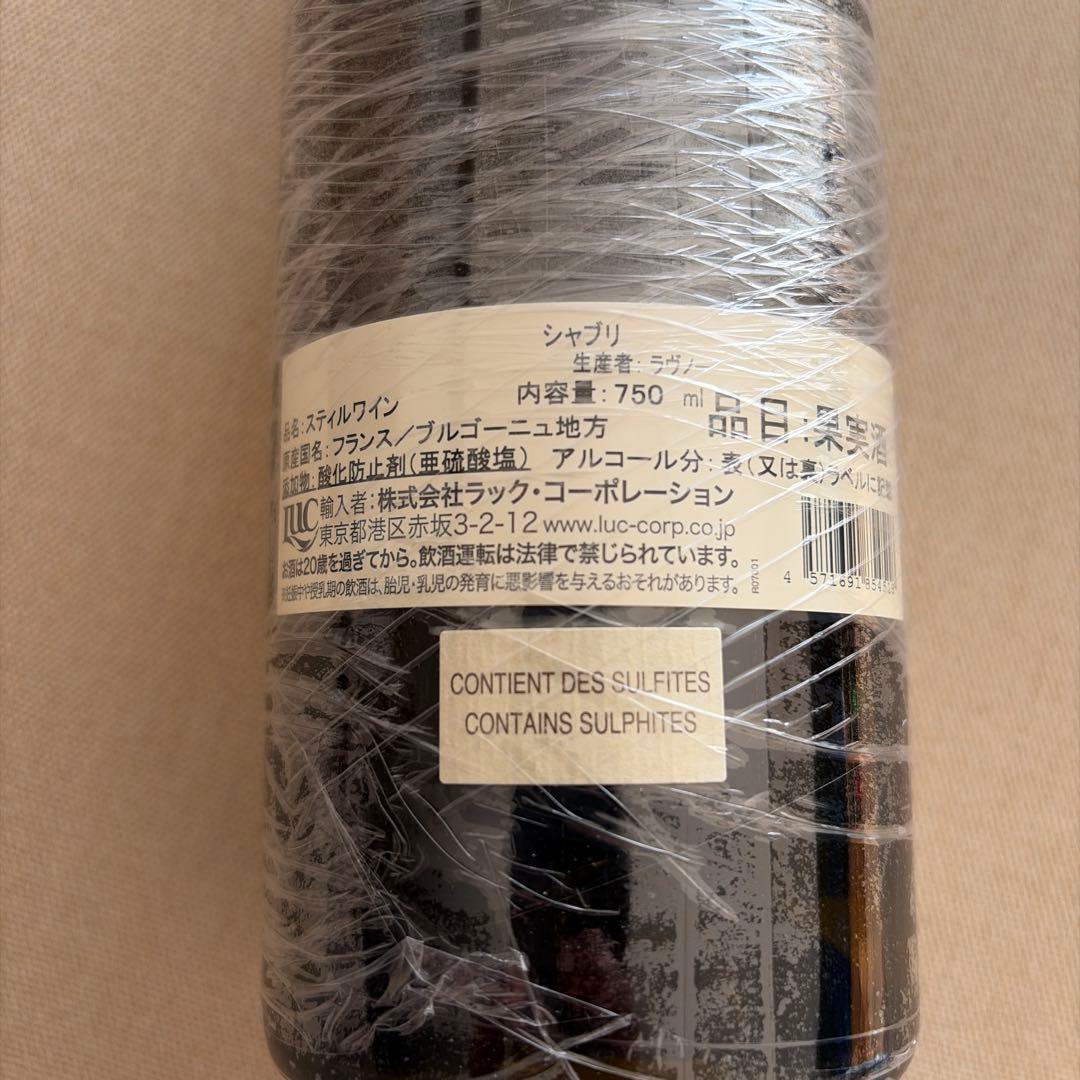 シャブリ
生産者: ラヴノー
内容量: 750 ml
品目:果実酒
品名:スティルワイン
原産国名:フランス/ブルゴーニュ地方
添加物:酸化防止剤(亜硫酸塩) アルコール分:表(又は裏)ラベルに記載
LUC 輸入者:株式会社ラック・コーポレーション
東京都港区赤坂3-2-12 www.luc-corp.co.jp
お酒は20歳を過ぎてから。飲酒運転は法律で禁じられています。
妊娠中や授乳期の飲酒は、胎児・乳児の発育に悪影響を与えるおそれがあります。
R0701
4 571691
CONTIENT DES SULFITES
CONTAINS SULPHITES